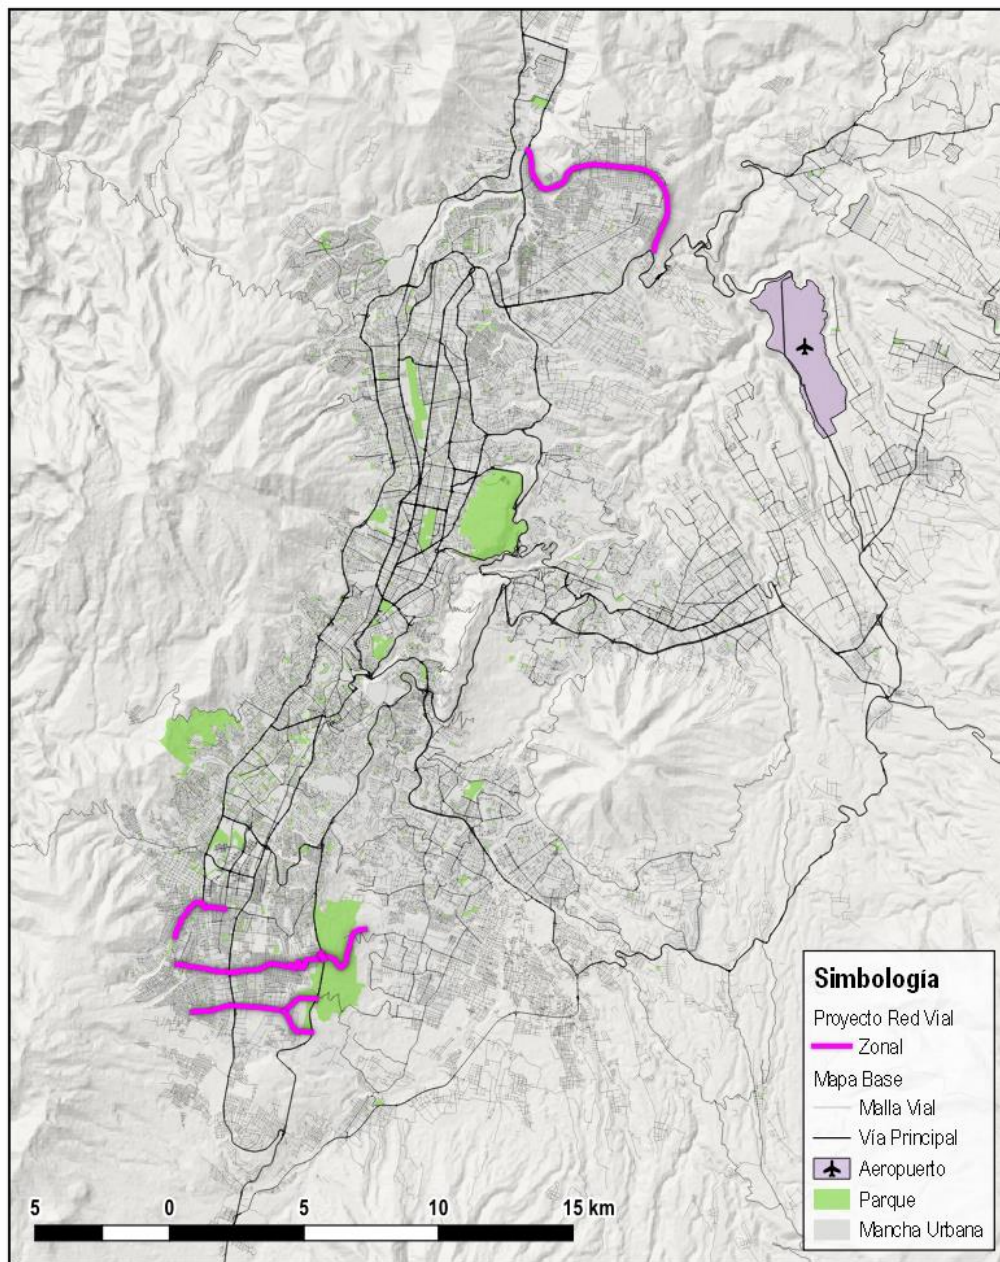 Simbología
Proyecto Red Vial
Zonal
Mapa Base
Malla Vial
Vía Principal
Aeropuerto
Parque
Mancha Urbana
5 0 5 10 15 km